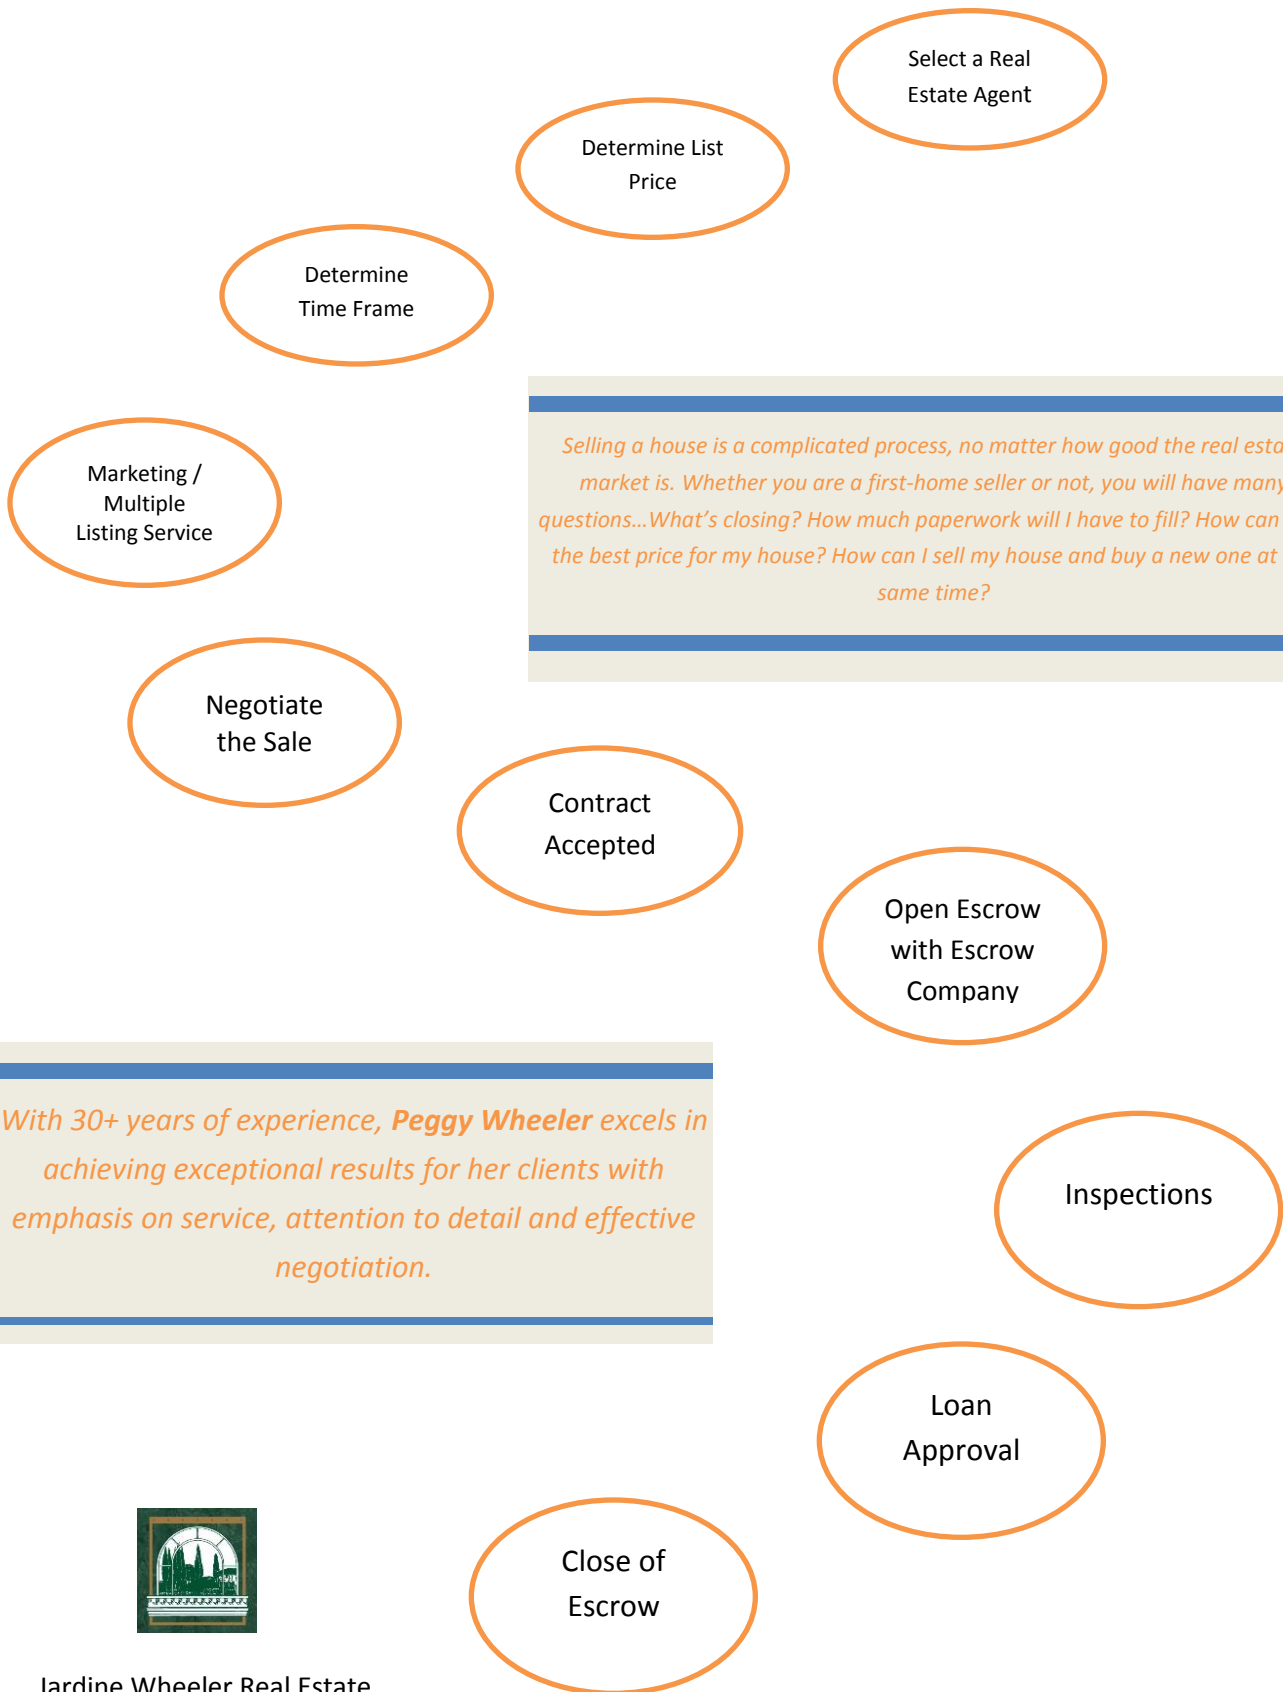 Select a Real
Estate Agent
Determine List
Price
Determine
Time Frame
Marketing /
Multiple
Listing Service
Selling a house is a complicated process, no matter how good the real esta
market is. Whether you are a first-home seller or not, you will have many
questions…What’s closing? How much paperwork will I have to fill? How can
the best price for my house? How can I sell my house and buy a new one at
same time?
Negotiate
the Sale
Contract
Accepted
Open Escrow
with Escrow
Company
With 30+ years of experience, Peggy Wheeler excels in
achieving exceptional results for her clients with
emphasis on service, attention to detail and effective
negotiation.
Inspections
Loan
Approval
Close of
Escrow
Jardine Wheeler Real Estate